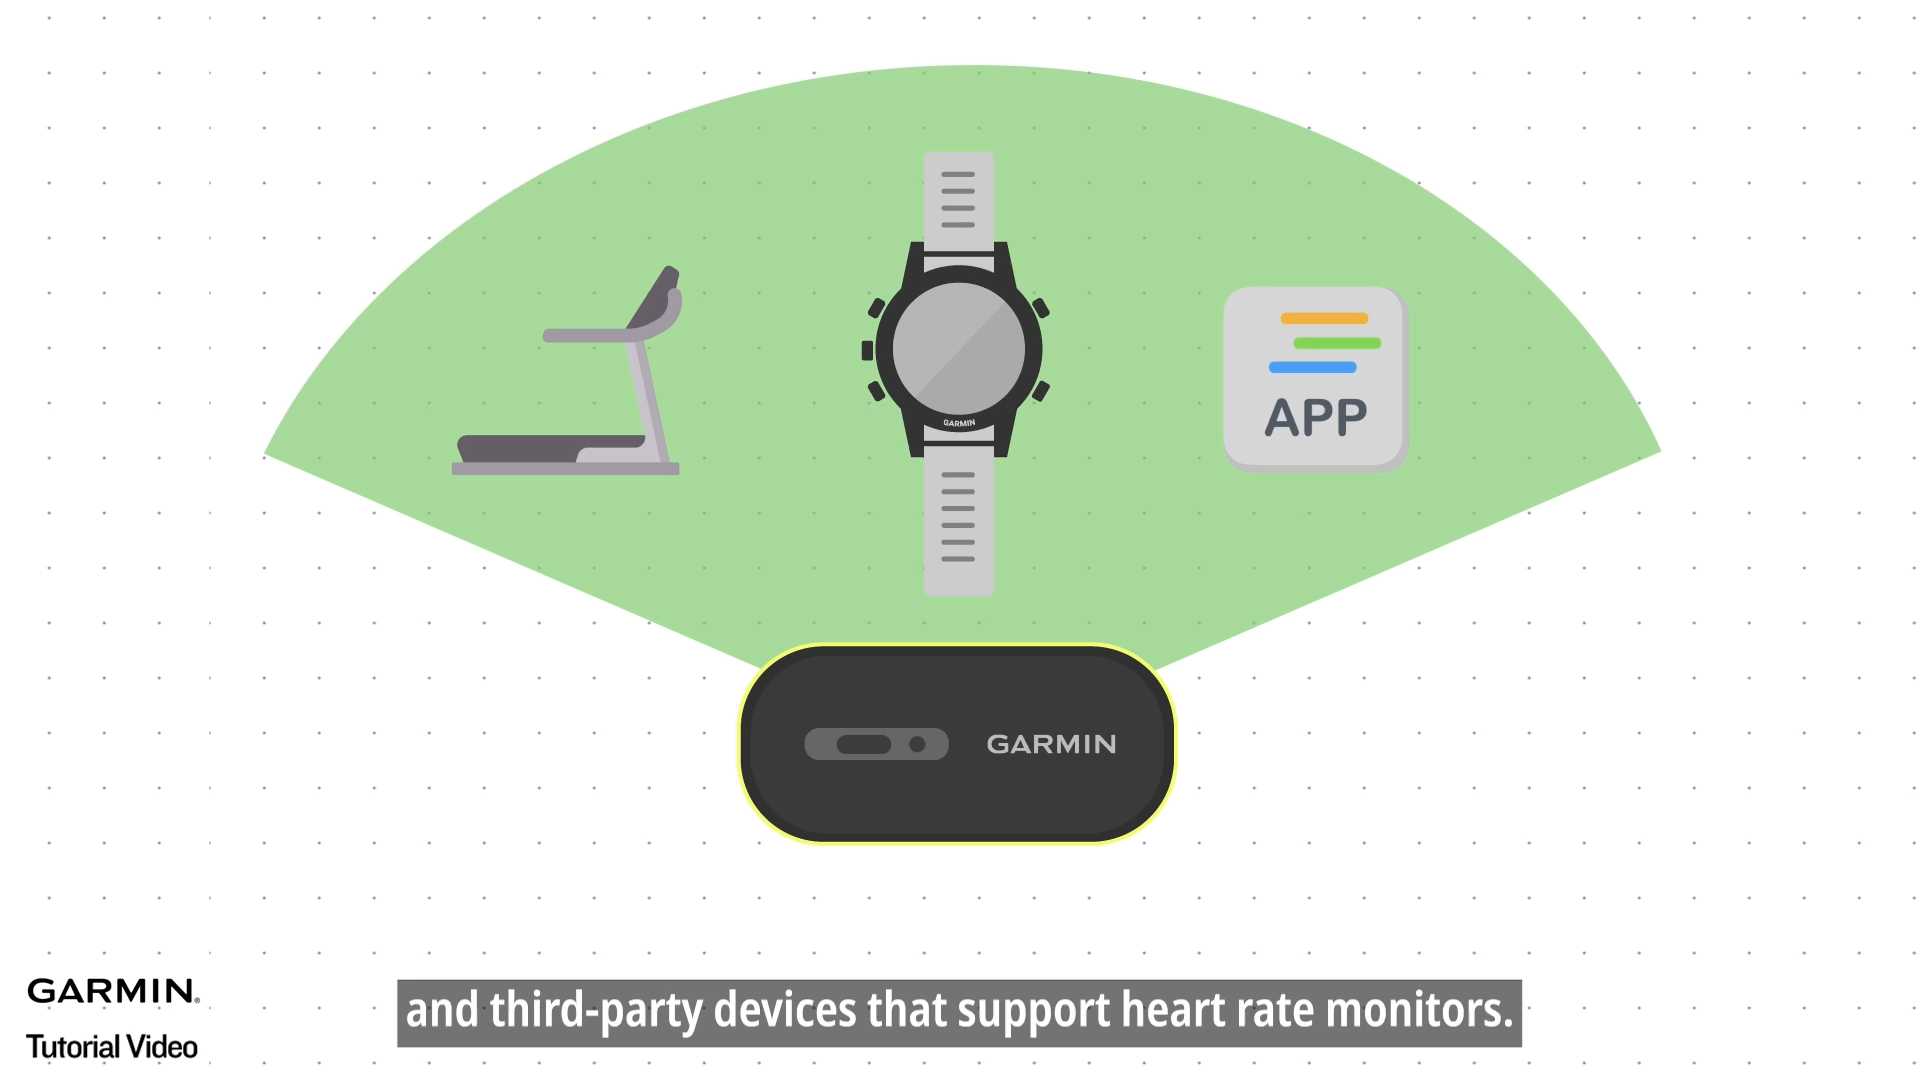 GARMIN
APP
GARMIN
GARMIN®
Tutorial Video
and third-party devices that support heart rate monitors.